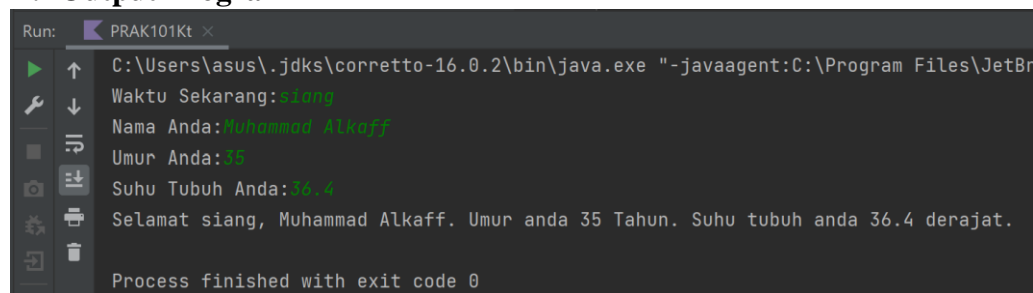 Run: PRAK101Kt
C:\Users\asus\.jdks\corretto-16.0.2\bin\java.exe "-javaagent:C:\Program Files\JetBr
Waktu Sekarang:siang
Nama Anda:Muhammad Alkaff
Umur Anda:35
Suhu Tubuh Anda:36.4
Selamat siang, Muhammad Alkaff. Umur anda 35 Tahun. Suhu tubuh anda 36.4 derajat.
Process finished with exit code 0